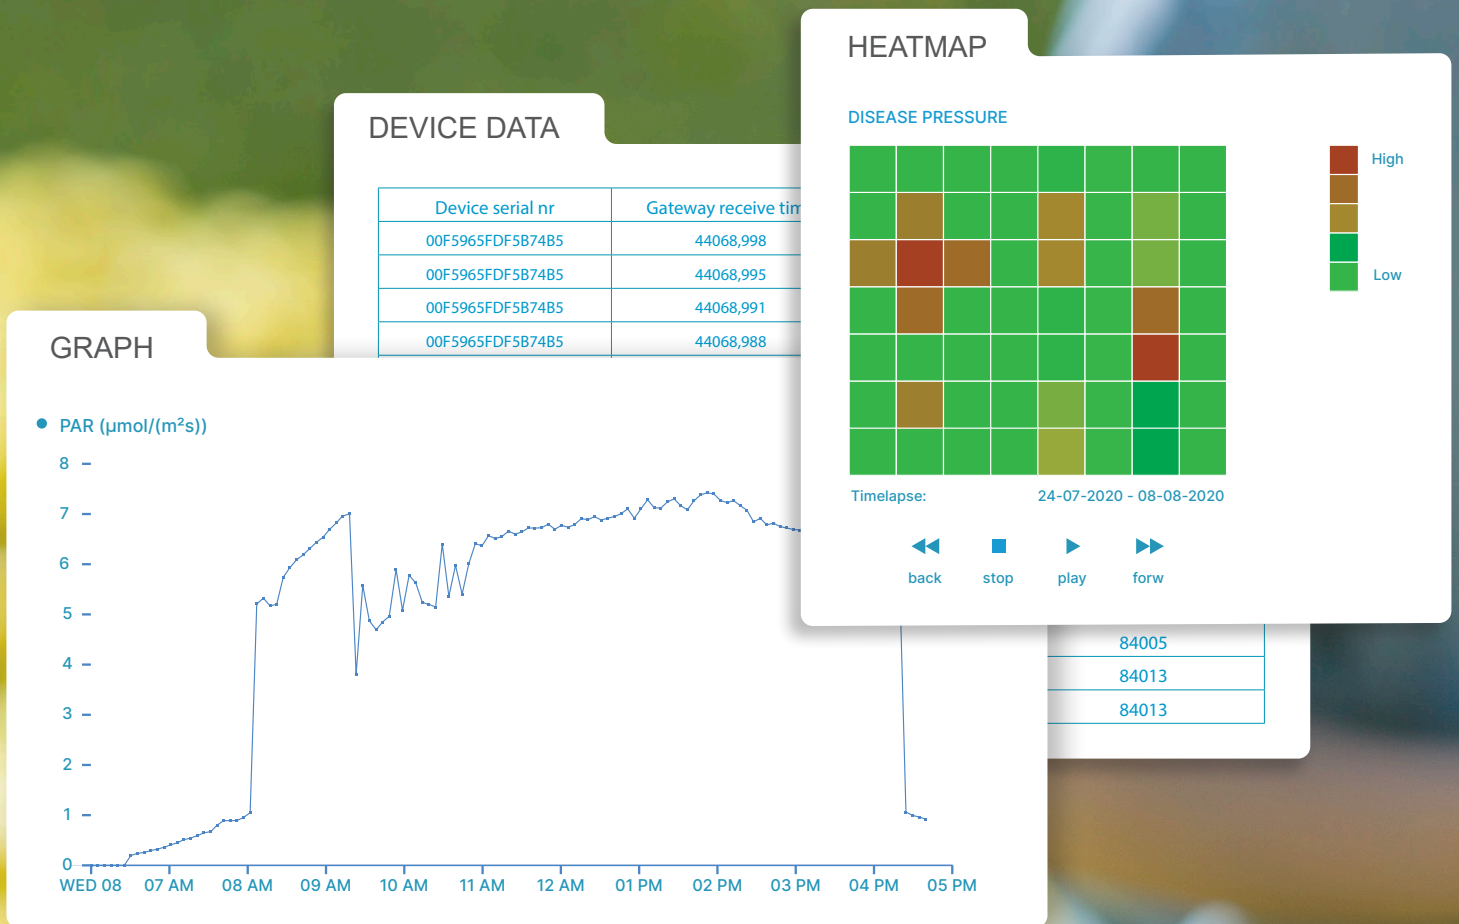 HEATMAP
DISEASE PRESSURE
High
Low
Timelapse: 24-07-2020 - 08-08-2020
back stop play forw
DEVICE DATA
Device serial nr Gateway receive tim
00F5965FDF5B74B5 44068,998
00F5965FDF5B74B5 44068,995
00F5965FDF5B74B5 44068,991
00F5965FDF5B74B5 44068,988
84005
84013
84013
GRAPH
PAR (µmol/(m²s))
8
7
6
5
4
3
2
1
0
WED 08 07 AM 08 AM 09 AM 10 AM 11 AM 12 AM 01 PM 02 PM 03 PM 04 PM 05 PM